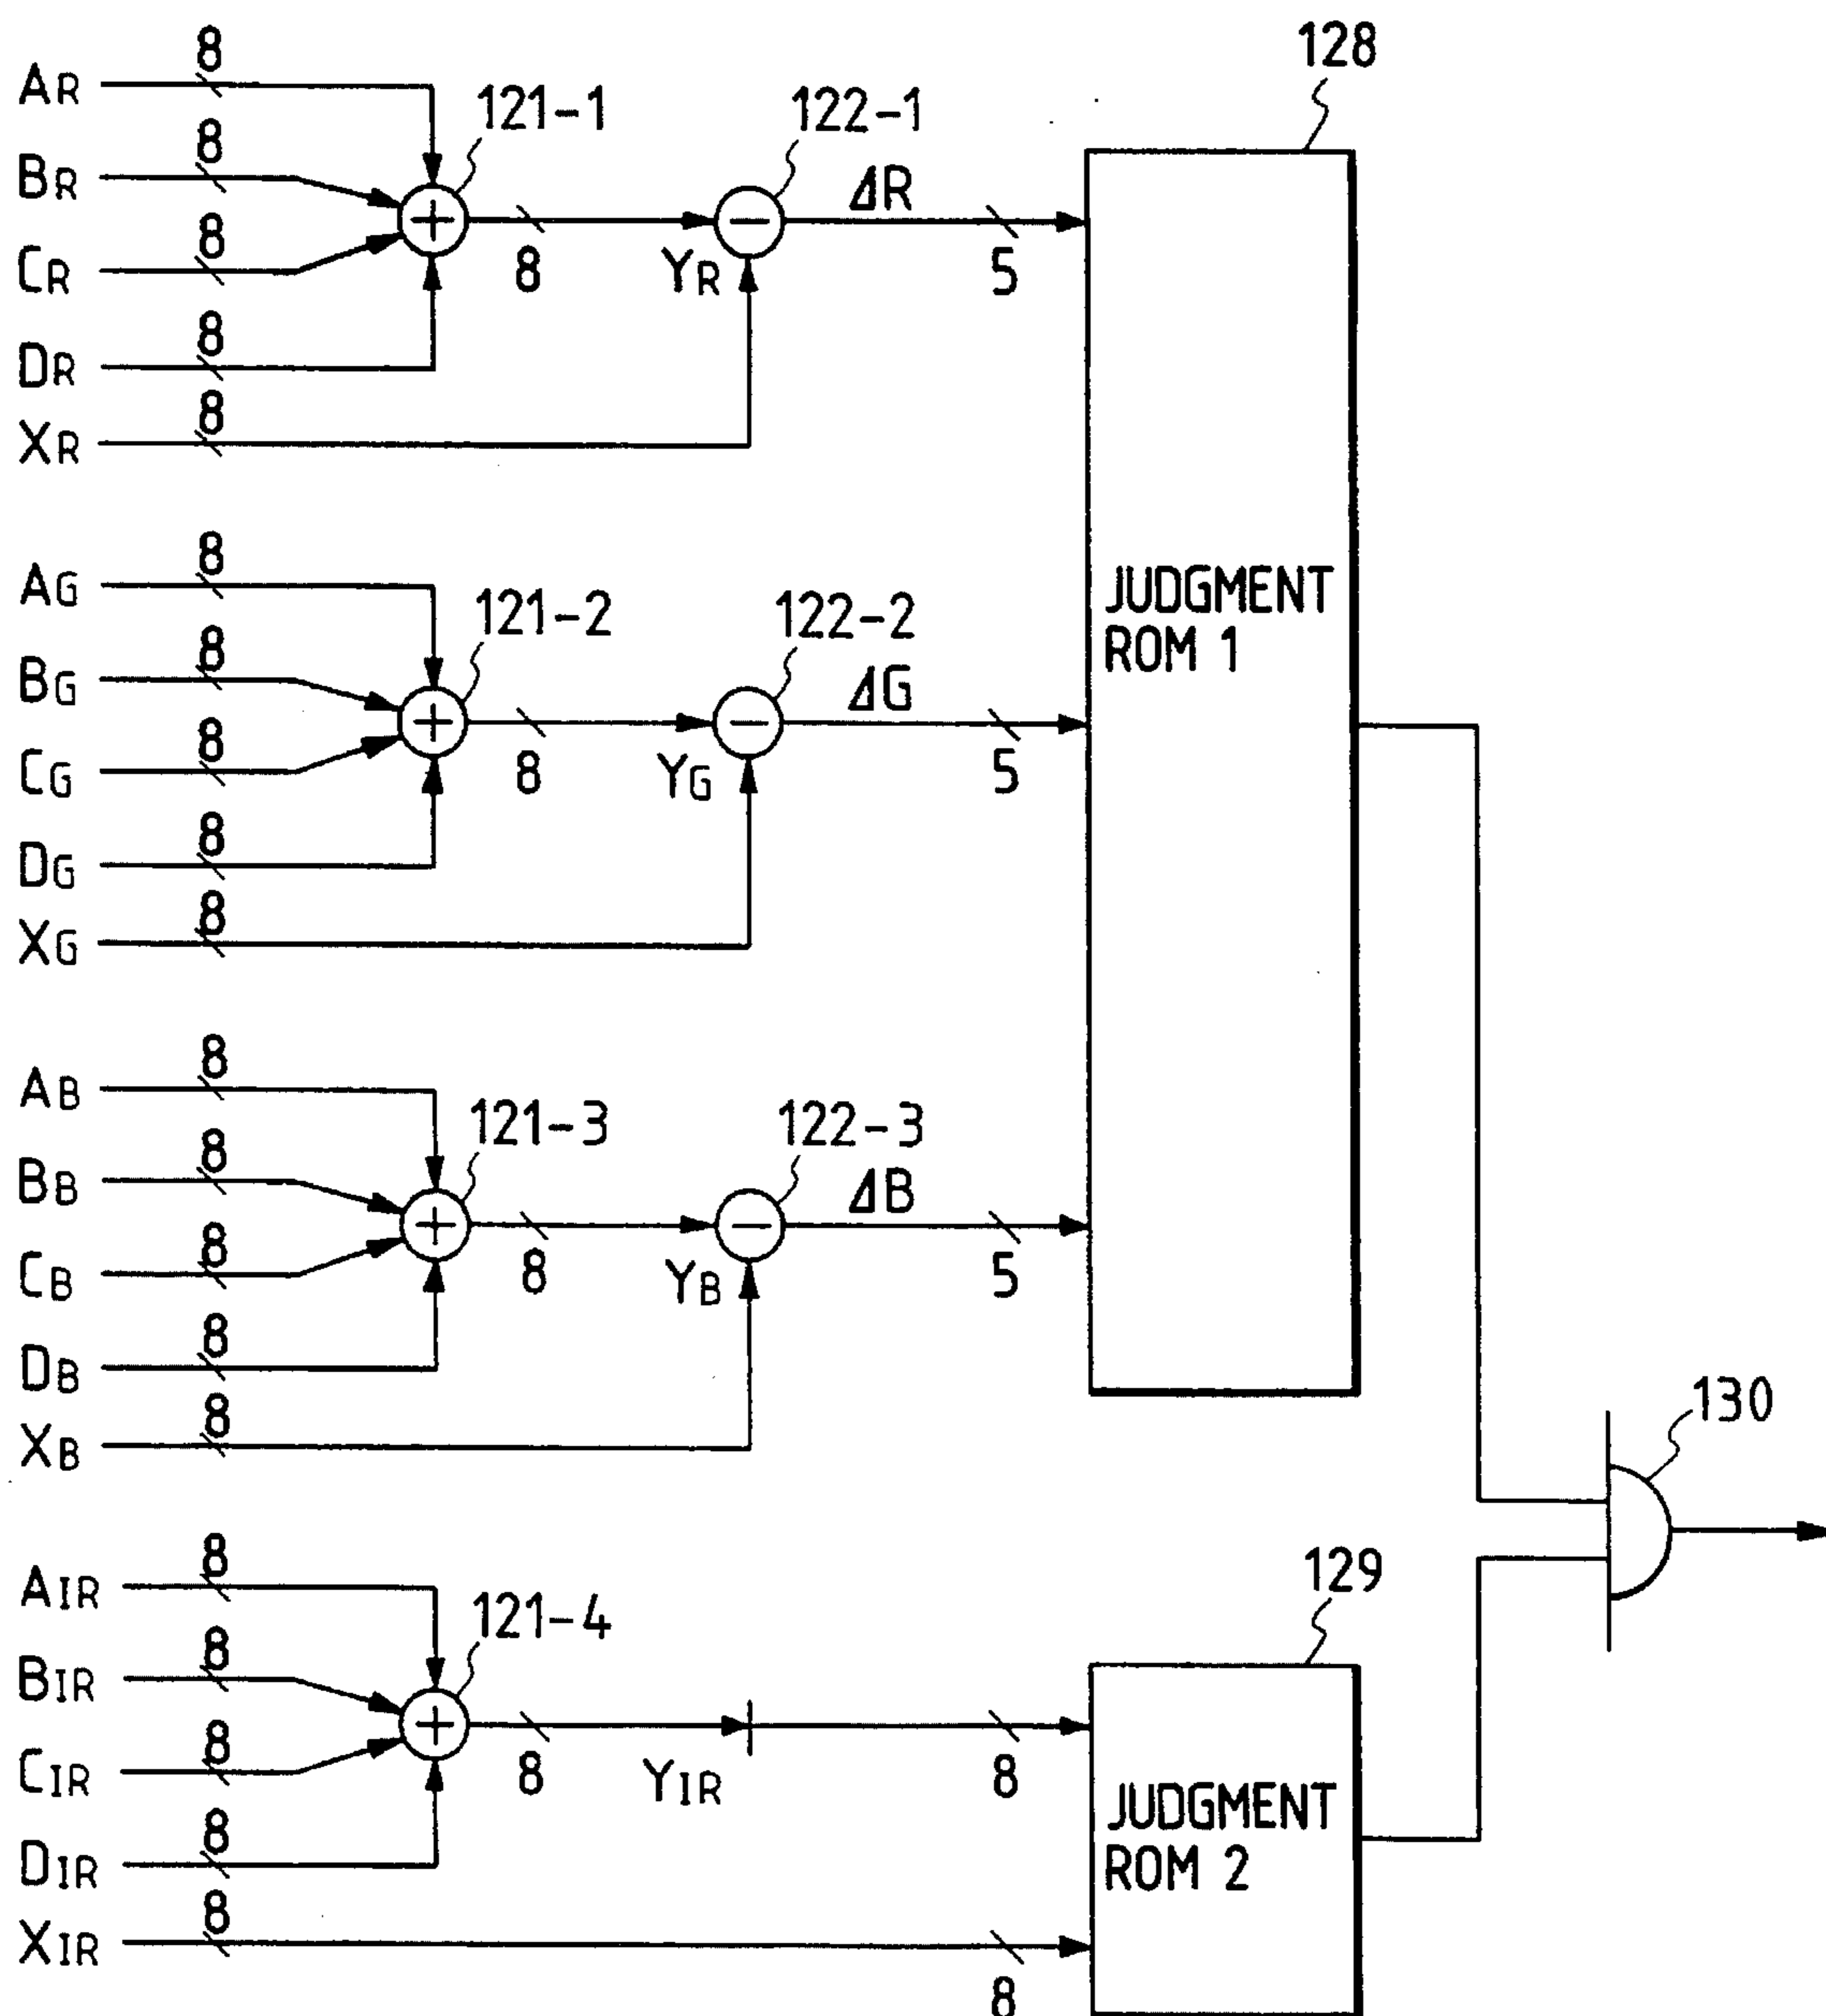 128
8
AR
121-1
122-1
8
BR
ΔR
8
CR
8
YR
5
8
DR
8
XR
8
AG
121-2
122-2
8
BG
ΔG
8
CG
8
YG
5
8
DG
8
XG
JUDGMENT
ROM 1
8
AB
121-3
122-3
8
BB
ΔB
8
CB
8
YB
5
8
DB
8
XB
130
8
AIR
121-4
129
8
BIR
8
CIR
8
YIR
8
8
DIR
JUDGMENT
ROM 2
8
XIR
8